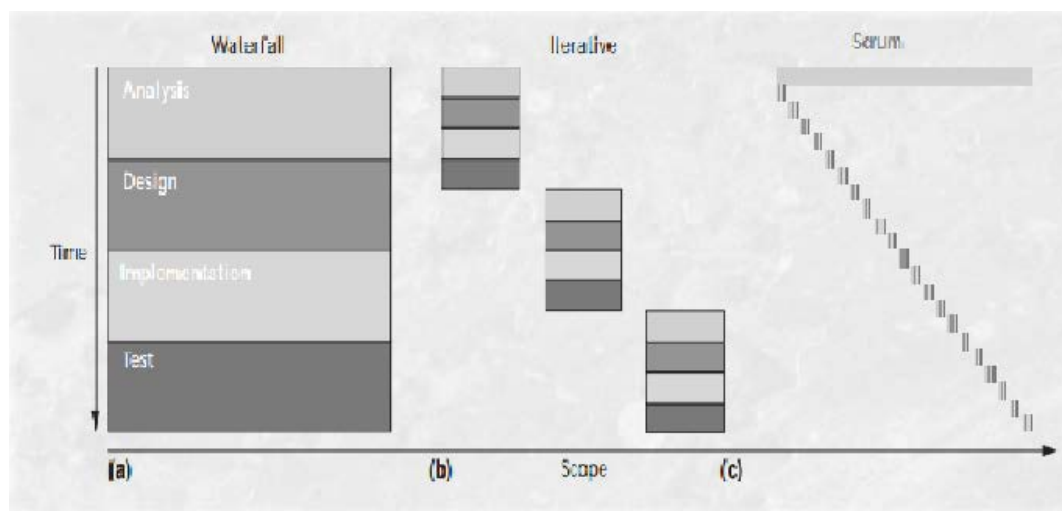 Waterfall
Iterative
Scrum
Analysis
Design
Time
Implementation
Test
(a)
(b)
Scope
(c)